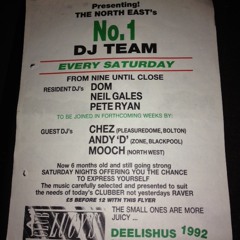 Presenting!
THE NORTH EAST's
No.1
DJ TEAM
EVERY SATURDAY
FROM NINE UNTIL CLOSE
RESIDENT DJ's DOM
NEIL GALES
PETE RYAN
TO BE JOINED IN FORTHCOMING WEEKS BY:
GUEST DJ's CHEZ (PLEASUREDOME, BOLTON)
ANDY 'D' (ZONE, BLACKPOOL)
MOOCH (NORTH WEST)
Now 6 months old and still going strong
SATURDAY NIGHTS OFFERING YOU THE CHANCE
TO EXPRESS YOURSELF
The music carefully selected and presented to suit
the needs of today's CLUBBER not yesterdays RAVER
£5 BEFORE 12 WITH THIS FLYER
THE SMALL ONES ARE MORE
JUICY ...
DEELISHUS 1992